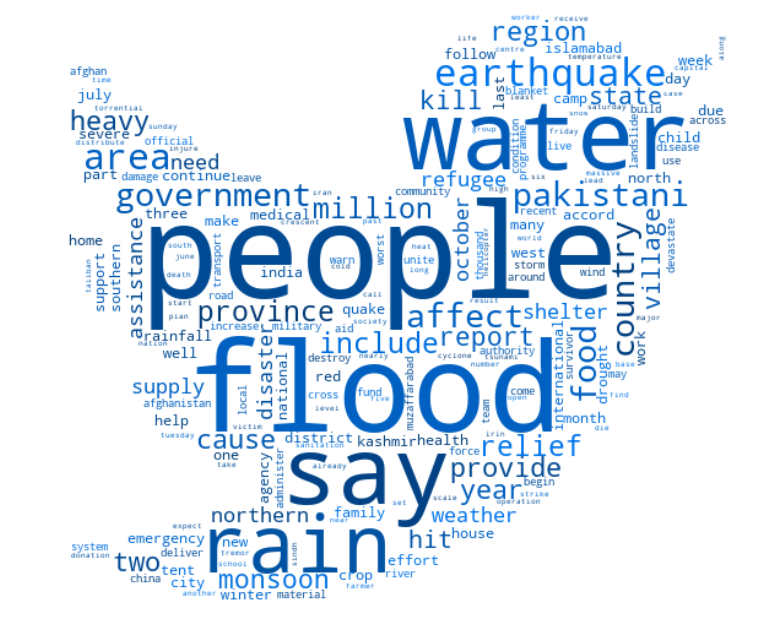 worker receive
life centre along
region
follow islamabad
temperature
afghan
time
earthquake week
capital
july
last
blanket
day
kill
least
camp
state
case
torrential
heavy
saturday
build
due
sunday
severe
distribute
official
water
group
snow
across
friday
child
injure
condition
programme
live
landslide
disease
area
need
massive
use
part
damage
continue
leave
refugee
six
lead
north
government
iran
community
high
pakistani
million
three
medical
crescent
past
recent
make
october
accord
many
people
assistance
home
south
transport
india
warn
heat
worst
unite
long
cold
thousand
helicopter
west
world
storm
around
wind
country
village
devastate
june
support
southern
taliban
death
start
road
call
result
plan
province
quake
affect
shelter
major
increase
military
aid
society
rainfall
nation
include
report
authority
well
disaster
destroy
nearly
cyclone
tsunami
number
food
international
survivor
drought
work
base
may
find
supply
national
red
flood
muzaffarabad
cross
fund
five
come
open
afghanistan
local
level
help
victim
team
month
die
tuesday
cause
district
sanitation
kashmir
health
irin
relief
one
take
agency
administer
already
say
force
provide
scale
begin
set
year
strike
operation
northern
family
near
weather
expect
rain
emergency
new
hit
house
system
donation
two
deliver
tremor
sindh
effort
china
tent
school
monsoon
crop
river
city
another
winter
material
farmer